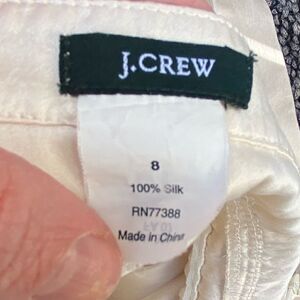 J.CREW
8
100% Silk
RN77388
Made in China